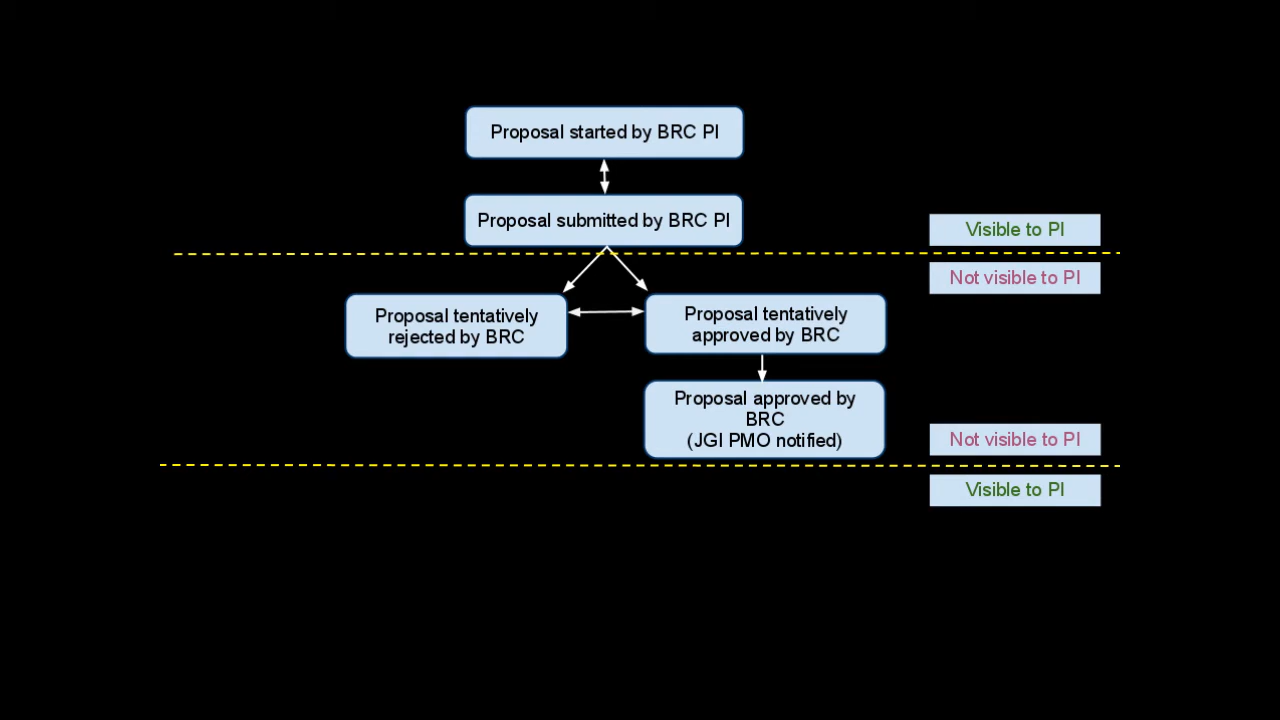 Proposal started by BRC PI
Proposal submitted by BRC PI
Visible to PI
Not visible to PI
Proposal tentatively
rejected by BRC
Proposal tentatively
approved by BRC
Proposal approved by
BRC
(JGI PMO notified)
Not visible to PI
Visible to PI